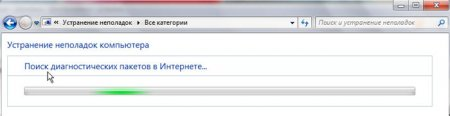 Устранение неполадок
Все категории
Поиск и устранение неполадок
Устранение неполадок компьютера
Поиск диагностических пакетов в Интернете...